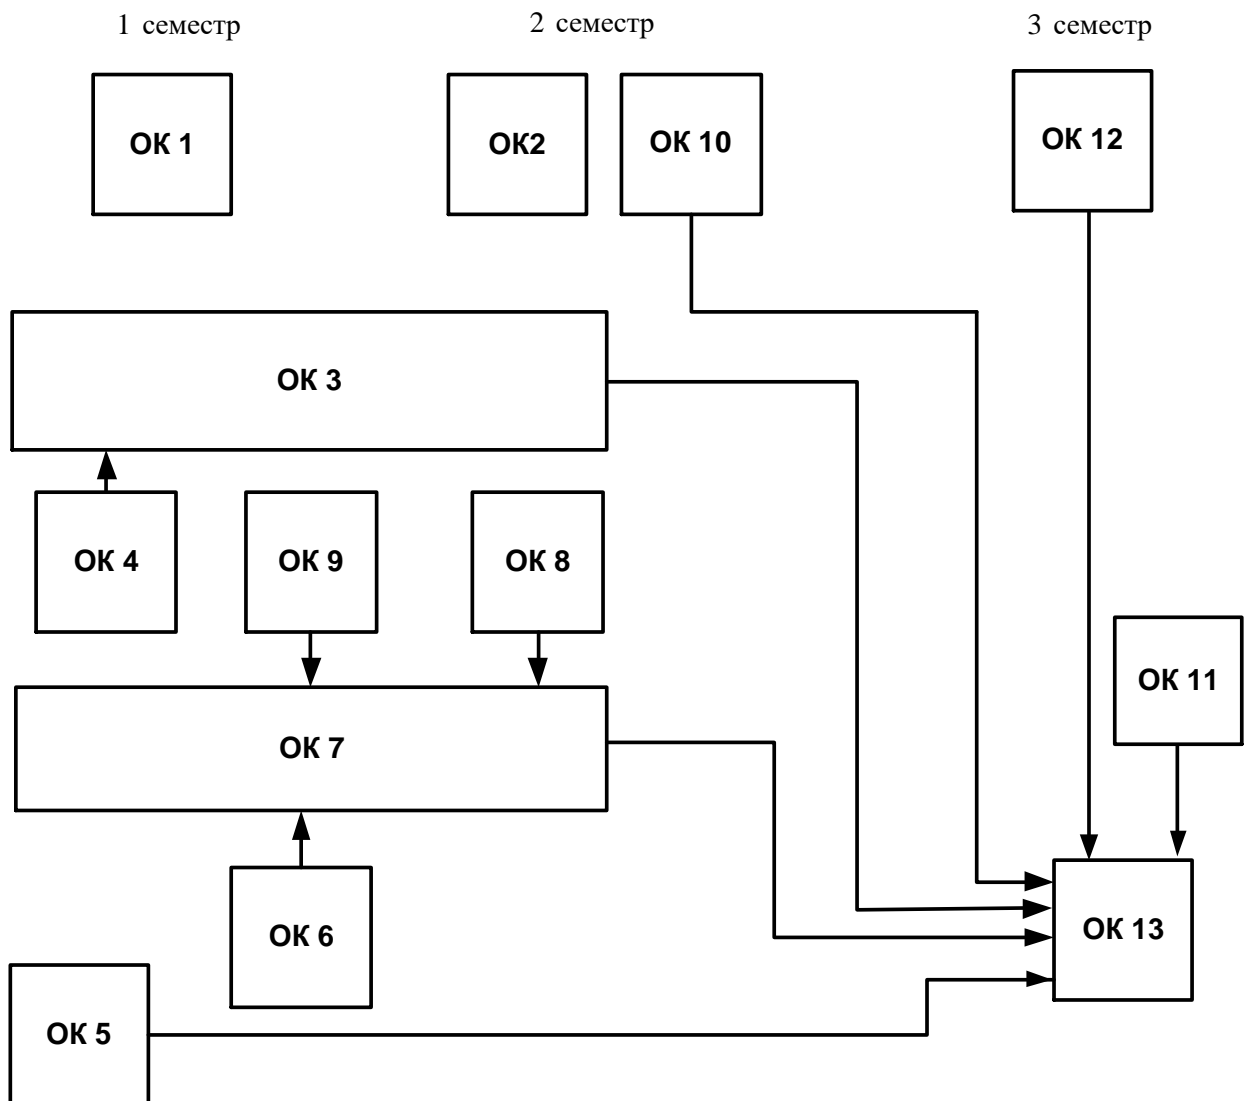 1 семестр
2 семестр
3 семестр
ОК 1
ОК2
ОК 10
ОК 12
ОК 3
ОК 4
ОК 9
ОК 8
ОК 11
ОК 7
ОК 6
ОК 13
ОК 5